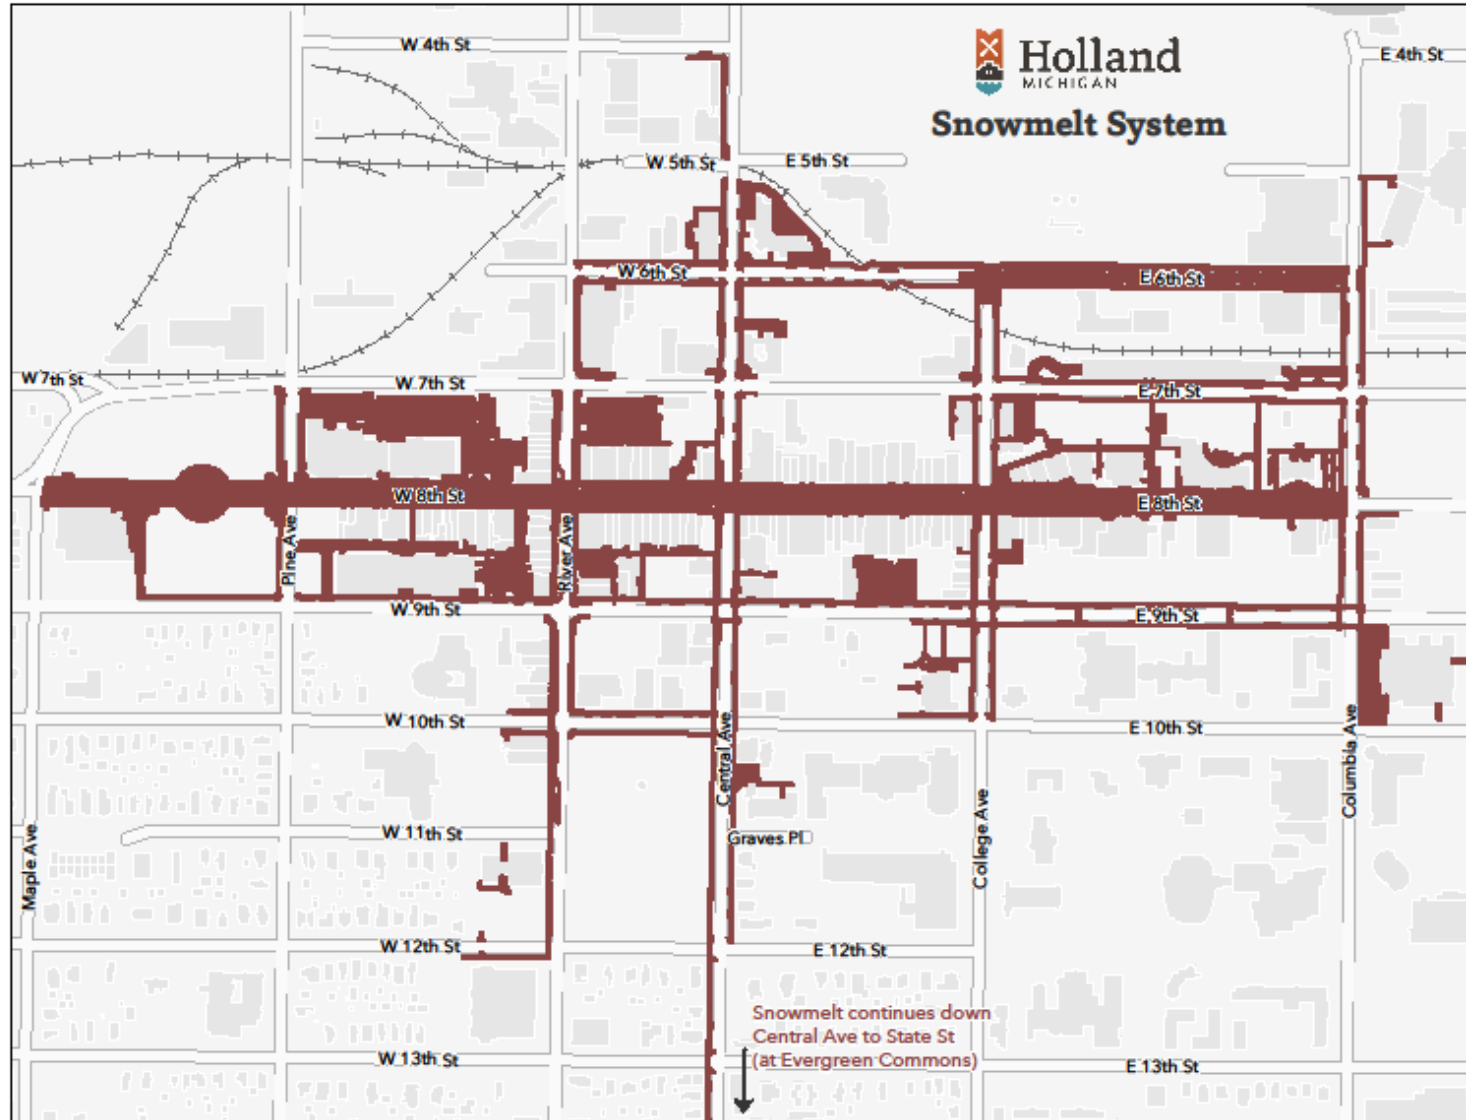 W 4th St
Holland
MICHIGAN
E 4th St
Snowmelt System
W 5th St
E 5th St
W 6th St
E 6th St
W 7th St
W 7th St
E 7th St
W 8th St
E 8th St
Pine Ave
River Ave
W 9th St
E 9th St
W 10th St
Central Ave
E 10th St
Columbia Ave
Maple Ave
W 11th St
Graves Pl
College Ave
W 12th St
E 12th St
Snowmelt continues down
Central Ave to State St
(at Evergreen Commons)
W 13th St
E 13th St